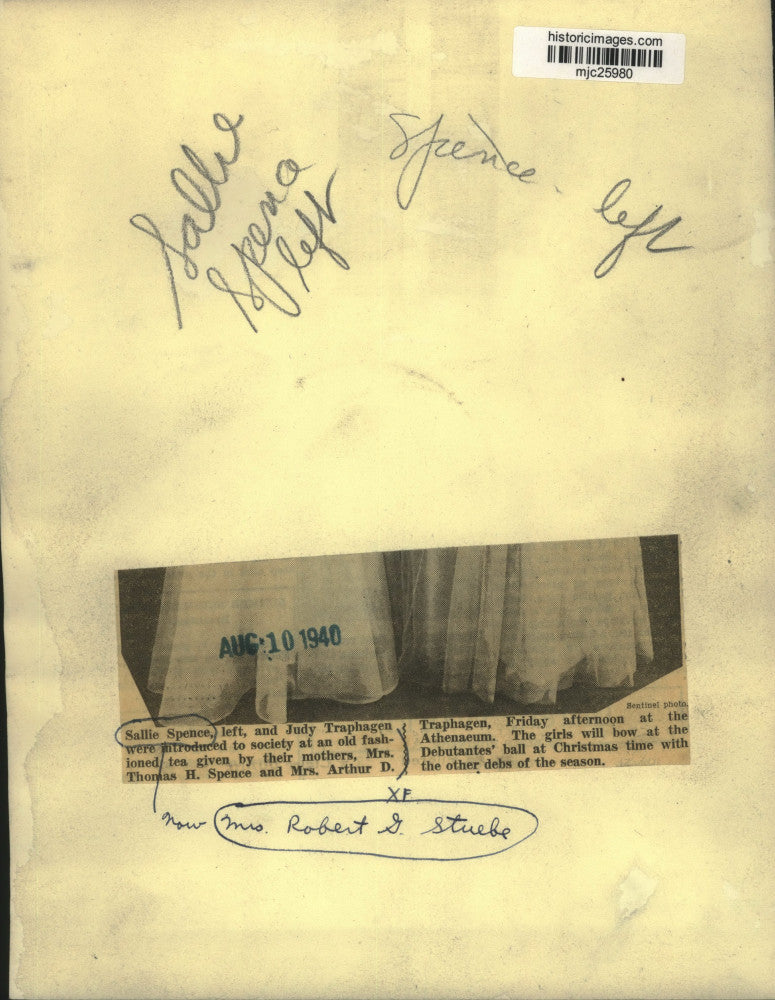 historicimages.com
mjc25980
Sallie
Spence
left
Spence. left
AUG 10 1940
Sentinel photo.
Sallie Spence, left, and Judy Traphagen
were introduced to society at an old fash-
ioned tea given by their mothers, Mrs.
Thomas H. Spence and Mrs. Arthur D.
Traphagen, Friday afternoon at the
Athenaeum. The girls will bow at the
Debutantes' ball at Christmas time with
the other debs of the season.
XF
now Mrs. Robert G. Stuebe